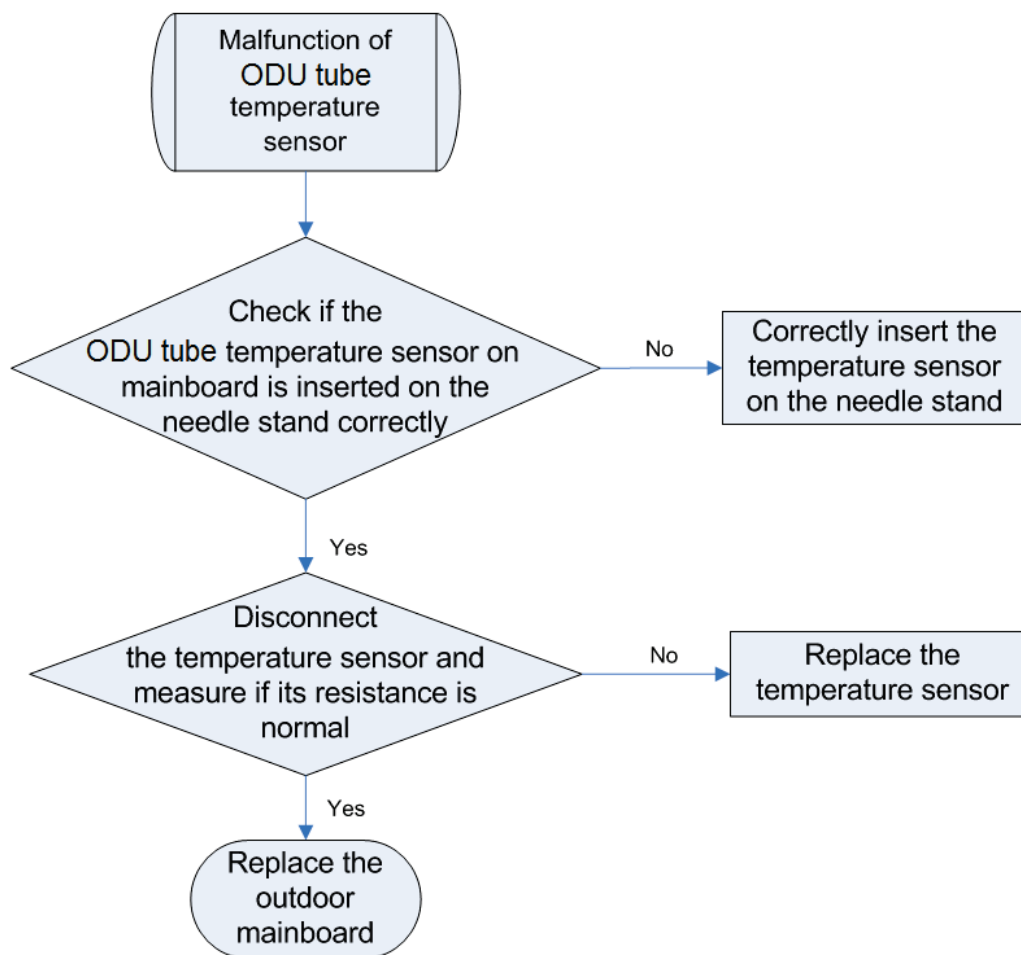 Malfunction of
ODU tube
temperature
sensor
Check if the
ODU tube temperature sensor on
mainboard is inserted on the
needle stand correctly
No
Correctly insert the
temperature sensor
on the needle stand
Yes
Disconnect
the temperature sensor and
measure if its resistance is
normal
No
Replace the
temperature sensor
Yes
Replace the
outdoor
mainboard